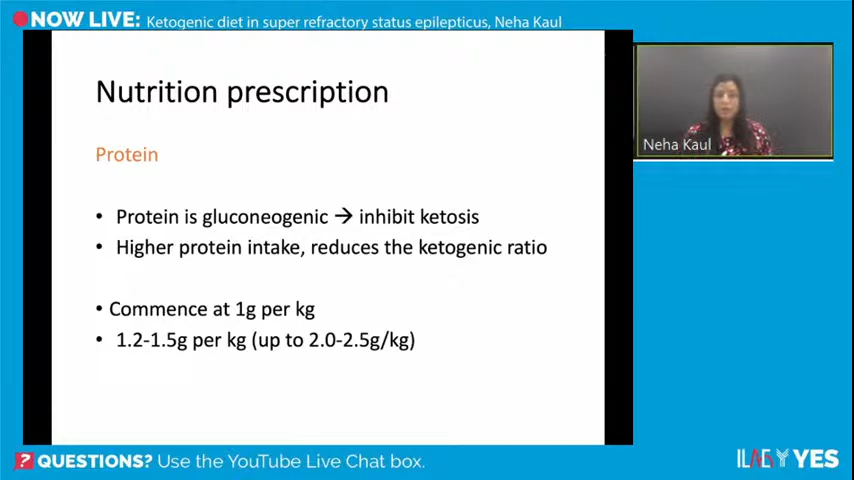 NOW LIVE: Ketogenic diet in super refractory status epilepticus, Neha Kaul
Nutrition prescription
Protein
• Protein is gluconeogenic → inhibit ketosis
• Higher protein intake, reduces the ketogenic ratio
• Commence at 1g per kg
• 1.2-1.5g per kg (up to 2.0-2.5g/kg)
Neha Kaul
? QUESTIONS? Use the YouTube Live Chat box.
ILAE YES